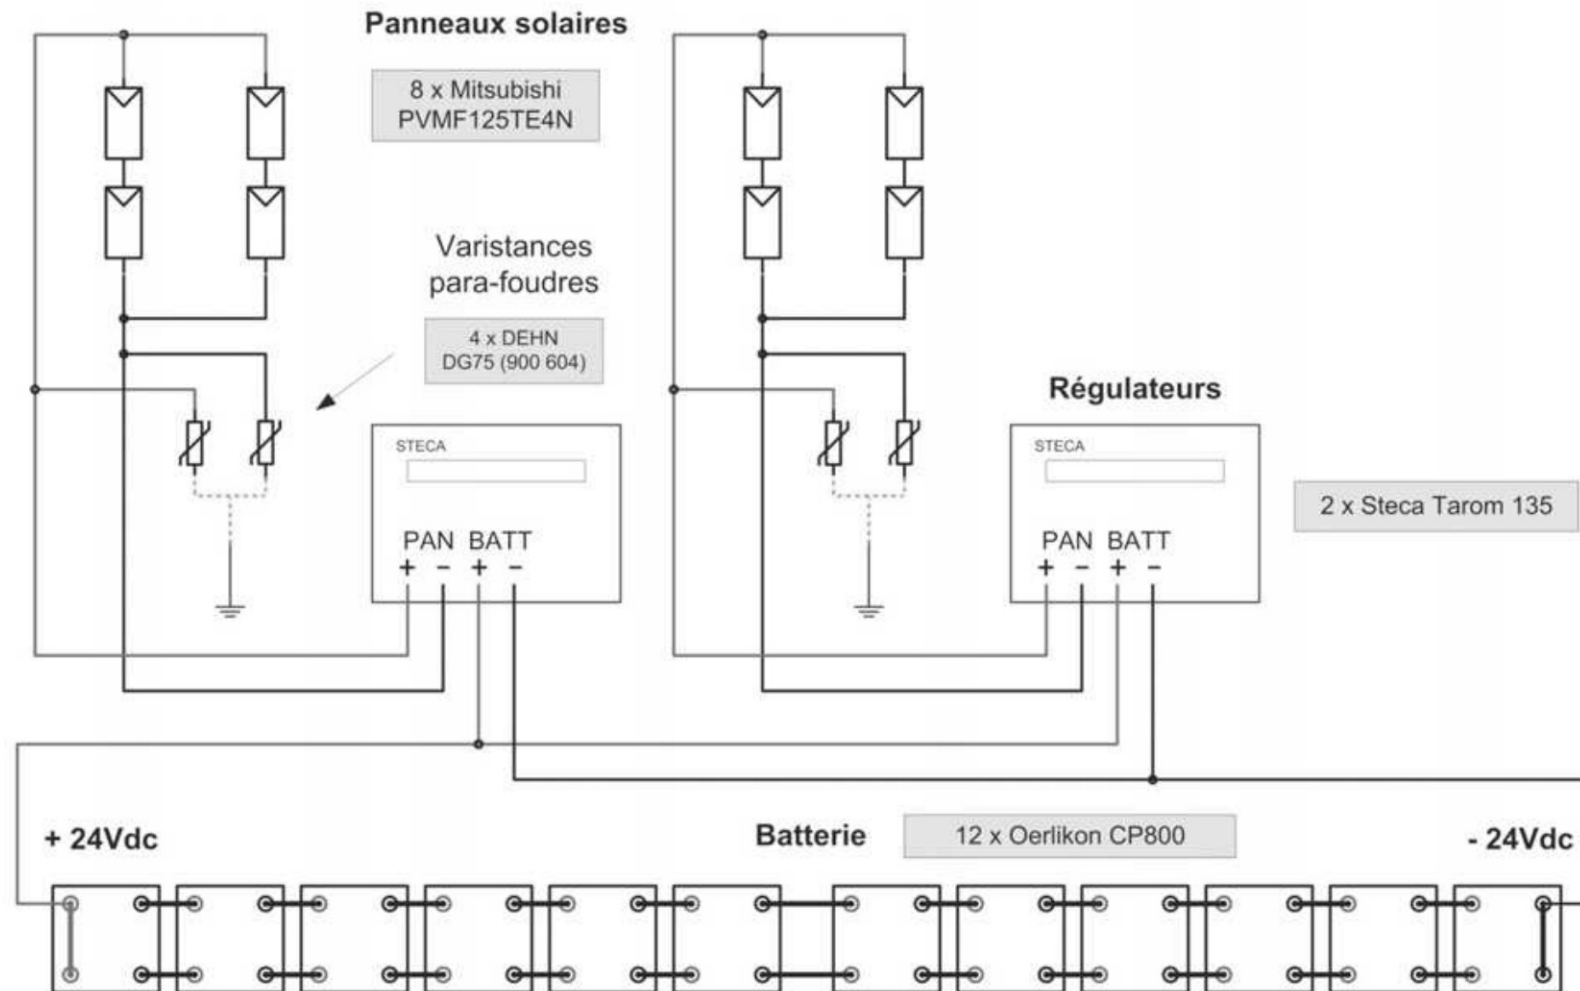 Panneaux solaires
8 x Mitsubishi
PVMF125TE4N
Varistances
para-foudres
4 x DEHN
DG75 (900 604)
Régulateurs
STECA
PAN BATT
+ - + -
STECA
PAN BATT
+ - + -
2 x Steca Tarom 135
+ 24Vdc
Batterie
12 x Oerlikon CP800
- 24Vdc